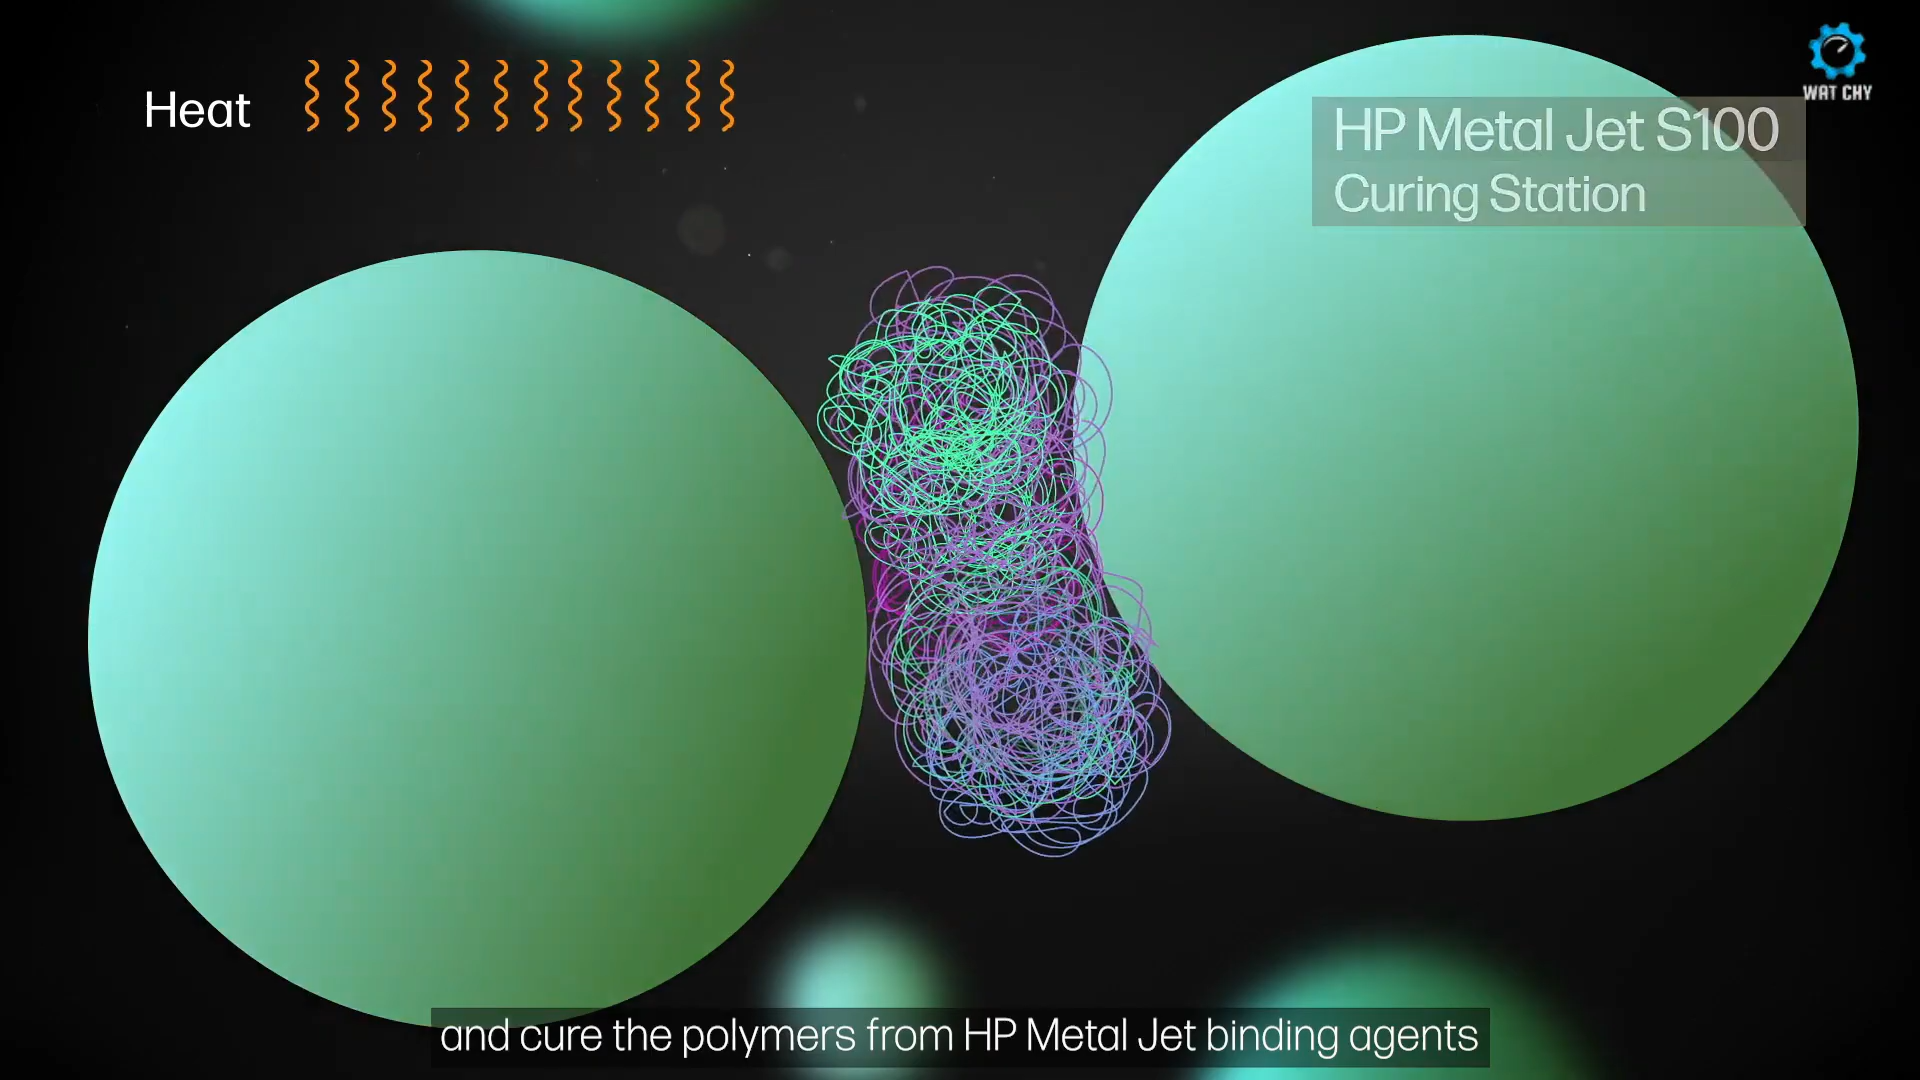 Heat
WAT CHY
HP Metal Jet S100
Curing Station
and cure the polymers from HP Metal Jet binding agents